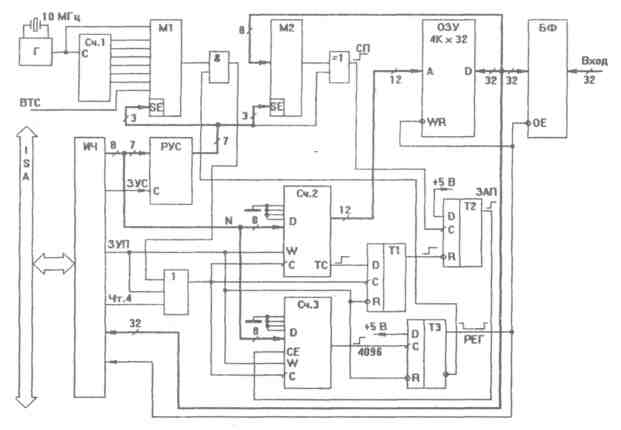 10 МГц
Г
C
Сч.1
М1
SE
3
ВТС
&
8
М2
SE
3
=1
СП
ОЗУ
4К x 32
A
D
WR
12
32
32
БФ
OE
Вход
32
ISA
ИЧ
8
7
РУС
C
7
ЗУС
N
8
Сч.2
D
W
C
TC
12
ЗУП
Чт.4
1
+5 В
D
C
R
Т2
ЗАП
D
C
R
Т1
8
Сч.3
D
CE
W
C
4096
+5 В
D
C
R
Т3
РЕГ
32